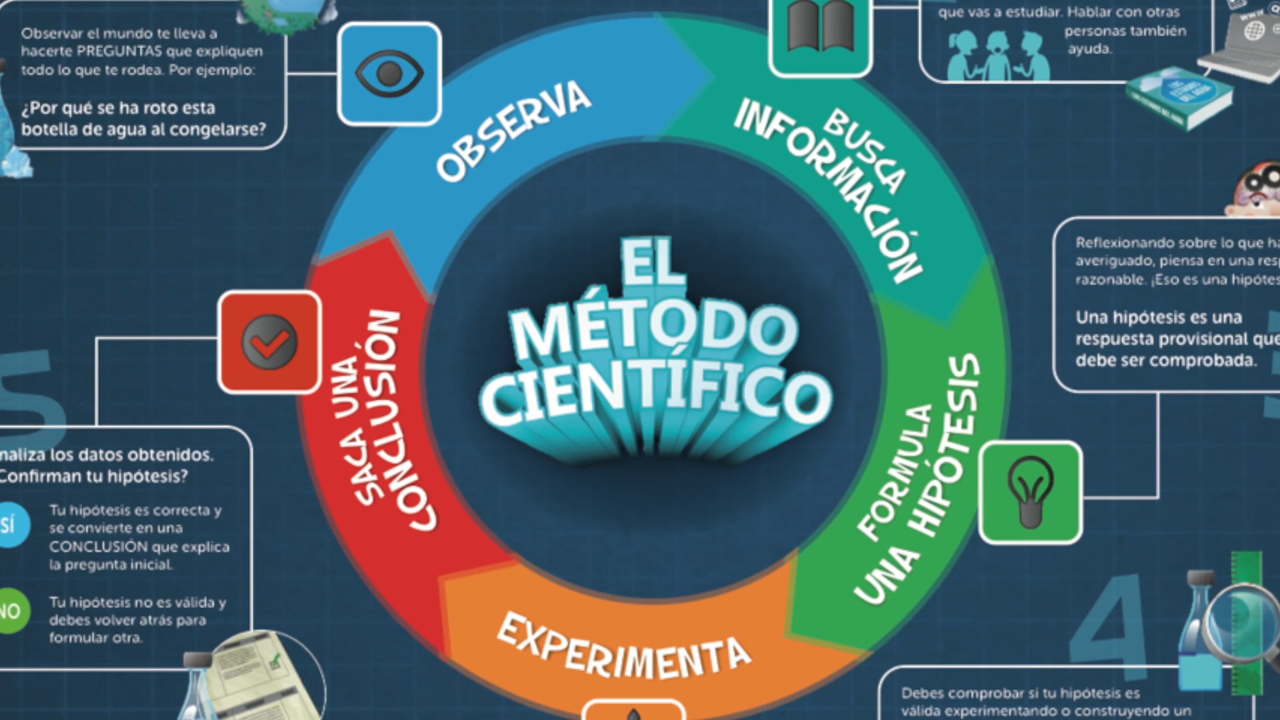 Observar el mundo te lleva a
hacerte PREGUNTAS que expliquen
todo lo que te rodea. Por ejemplo:
¿Por qué se ha roto esta
botella de agua al congelarse?
OBSERVA
que vas a estudiar. Hablar con otras
personas también
ayuda.
WWW
BUSCA
INFORMACIÓN
EL
MÉTODO
CIENTÍFICO
Reflexionando sobre lo que
averiguado, piensa en una
razonable. ¡Eso es una
Una hipótesis es una
respuesta provisional que
debe ser comprobada.
FORMULA
UNA HIPÓTESIS
4
Debes comprobar si tu hipótesis es
válida experimentando o construyendo un
EXPERIMENTA
SACA UNA
CONCLUSIÓN
5
los datos obtenidos.
Confirman tu hipótesis?
SÍ
Tu hipótesis es correcta y
se convierte en una
CONCLUSIÓN que explica
la pregunta inicial.
NO
Tu hipótesis no es válida y
debes volver atrás para
formular otra.